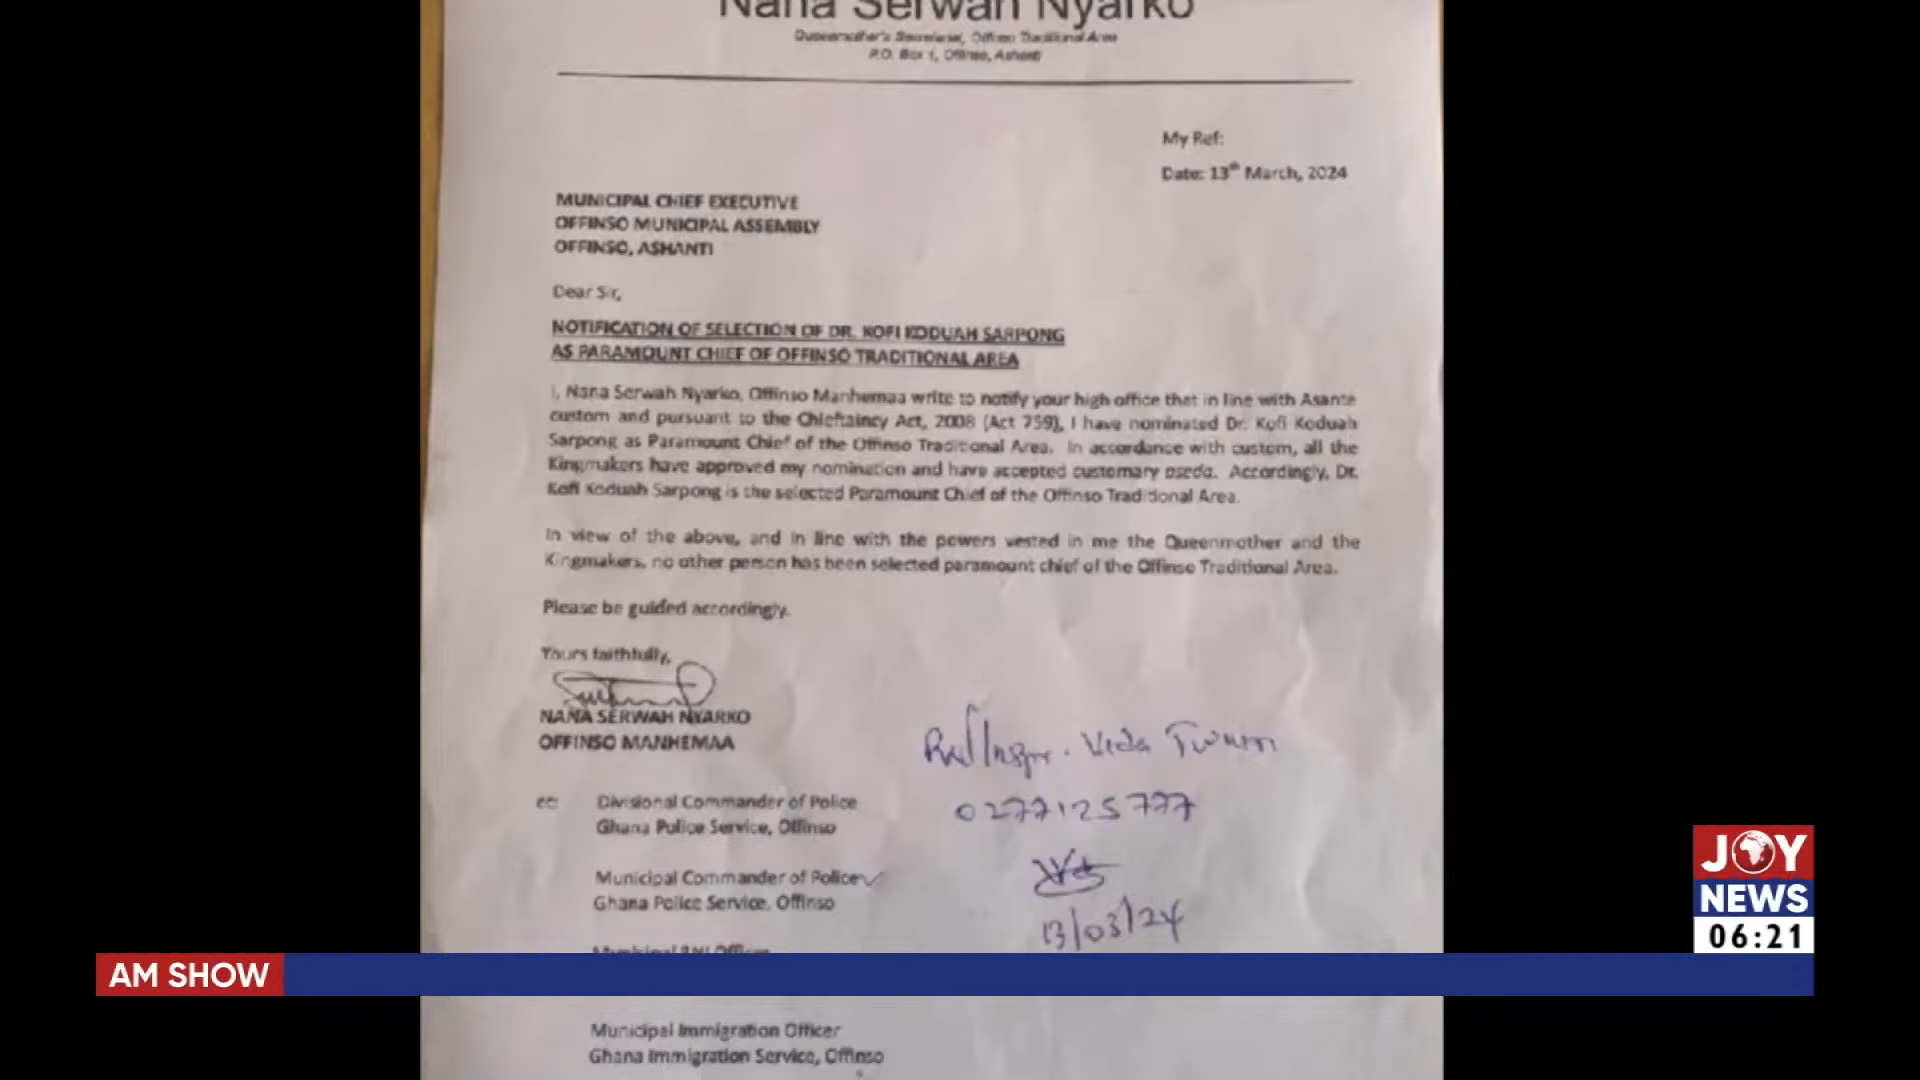 Nana Serwah Nyarko
Queenmother's Secretariat, Offinso Traditional Area
P.O. Box 1, Offinso, Ashanti
My Ref:
Date: 13th March, 2024
MUNICIPAL CHIEF EXECUTIVE
OFFINSO MUNICIPAL ASSEMBLY
OFFINSO, ASHANTI
Dear Sir,
NOTIFICATION OF SELECTION OF DR. KOFI KODUAH SARPONG
AS PARAMOUNT CHIEF OF OFFINSO TRADITIONAL AREA
I, Nana Serwah Nyarko, Offinso Manhemaa write to notify your high office that in line with Asante
custom and pursuant to the Chieftaincy Act, 2008 (Act 759), I have nominated Dr. Kofi Koduah
Sarpong as Paramount Chief of the Offinso Traditional Area. In accordance with custom, all the
Kingmakers have approved my nomination and have accepted customary aseda. Accordingly, Dr.
Kofi Koduah Sarpong is the selected Paramount Chief of the Offinso Traditional Area.
In view of the above, and in line with the powers vested in me the Queenmother and the
Kingmakers, no other person has been selected paramount chief of the Offinso Traditional Area.
Please be guided accordingly.
Yours faithfully,
NANA SERWAH NYARKO
OFFINSO MANHEMAA
cc: Divisional Commander of Police
Ghana Police Service, Offinso
Municipal Commander of Police
Ghana Police Service, Offinso
Municipal Officer
Municipal Immigration Officer
Ghana Immigration Service, Offinso
Vida
0277125777
13/03/24
JOY
NEWS
06:21
AM SHOW